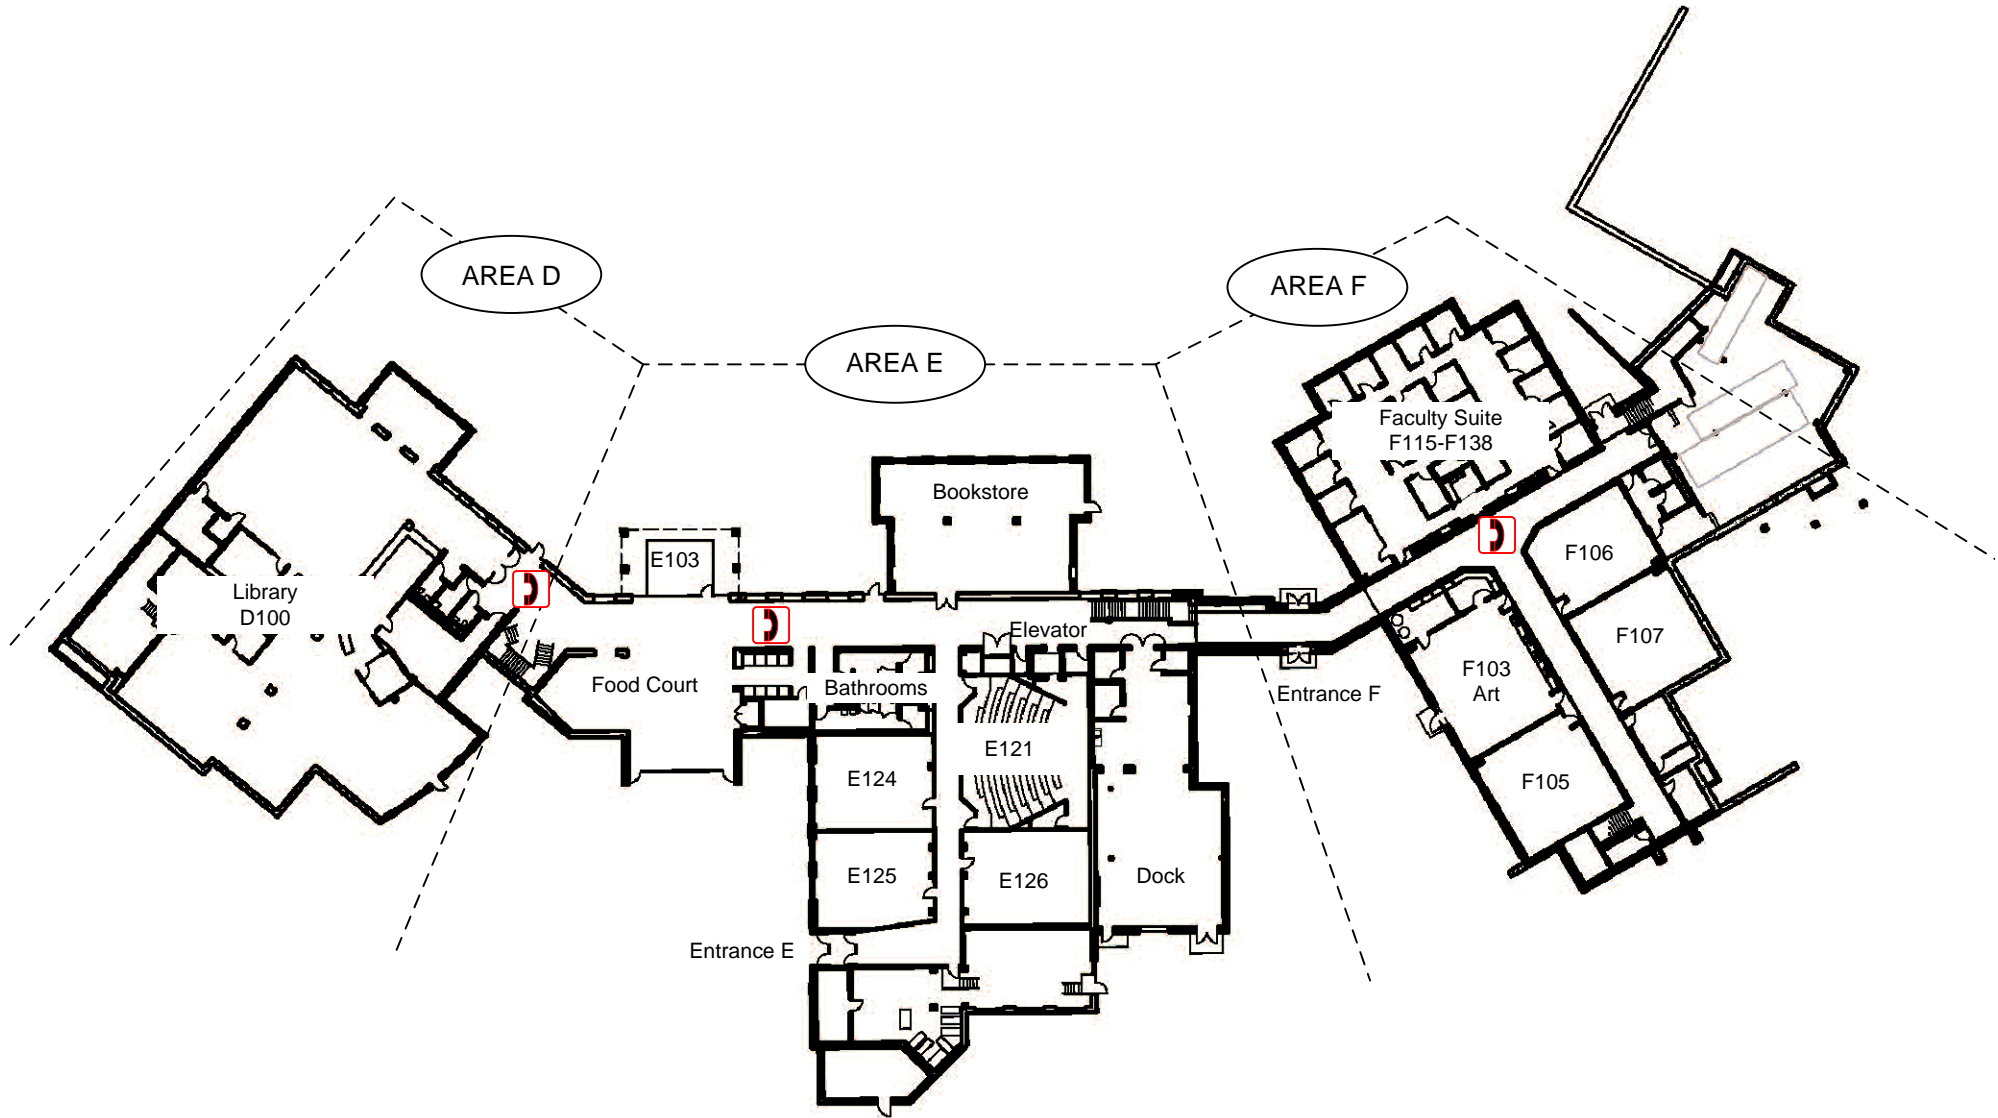 AREA D
AREA F
AREA E
Faculty Suite
F115-F138
Bookstore
E103
F106
Library
D100
Elevator
F107
Food Court
Bathrooms
Entrance F
F103
Art
E121
E124
F105
E125
E126
Dock
Entrance E